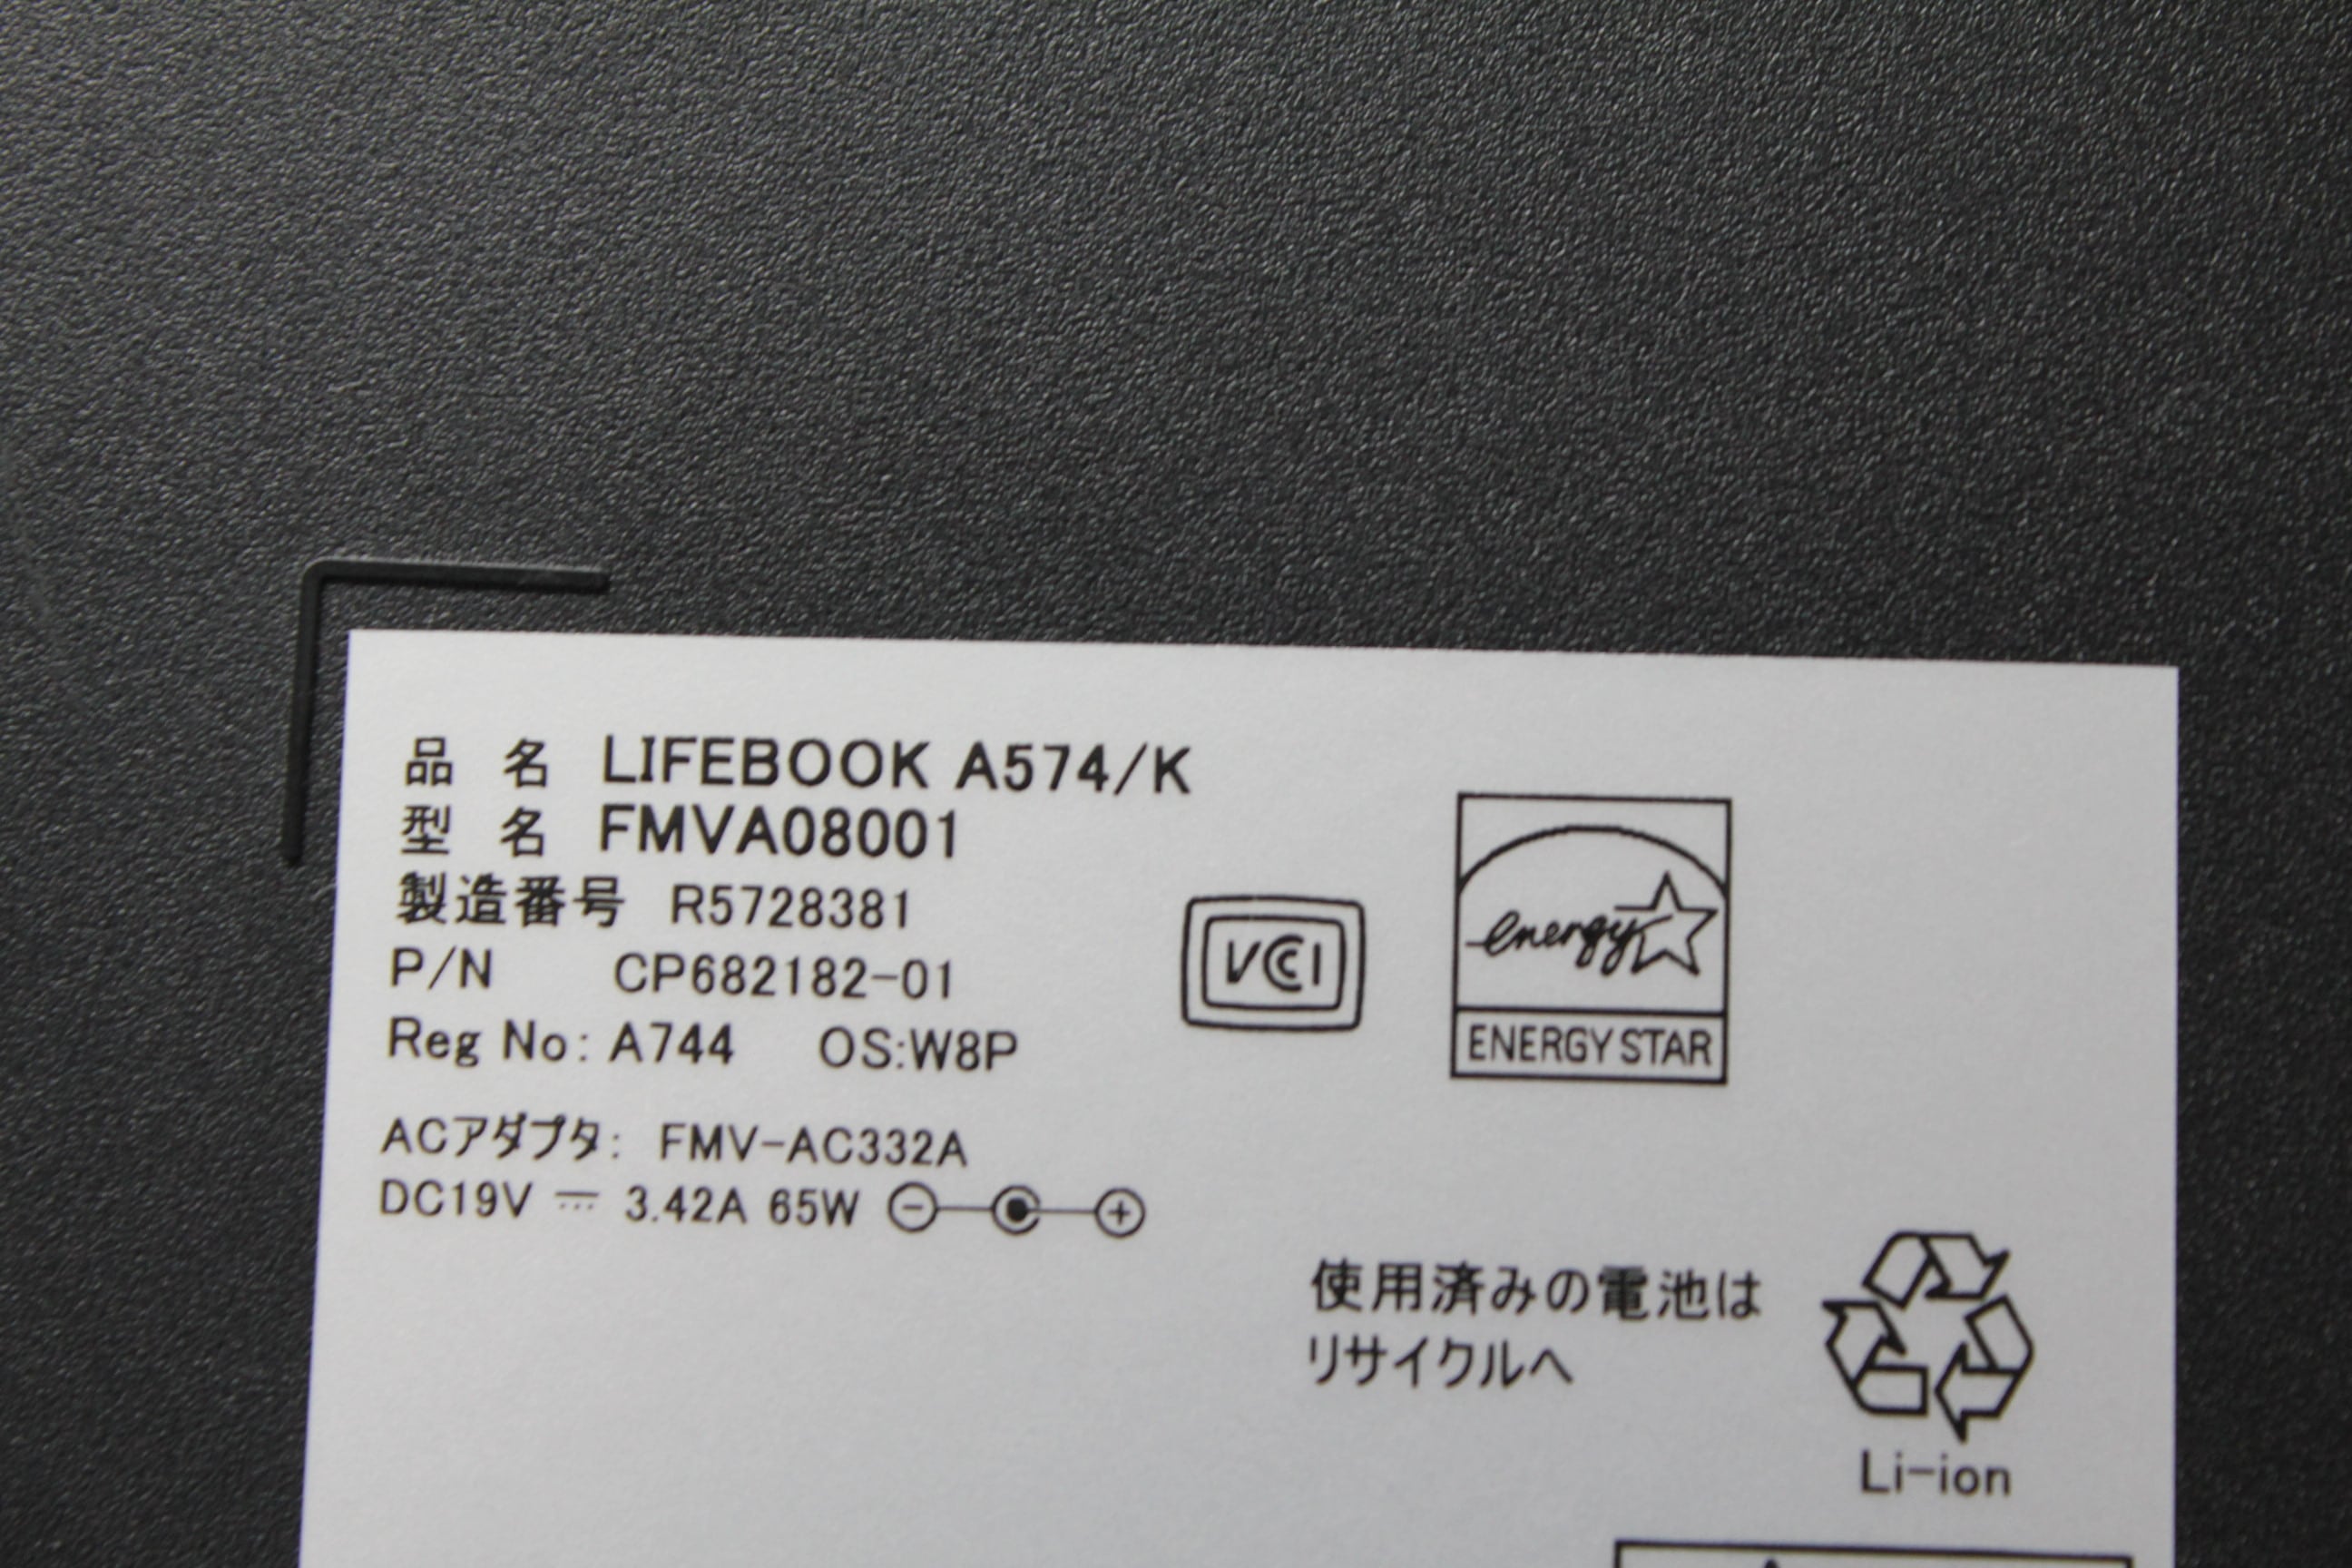 品 名 LIFEBOOK A574/K
型 名 FMVA08001
製造番号 R5728381
P/N CP682182-01
Reg No: A744 OS:W8P
VCCI
energy
ENERGY STAR
ACアダプタ: FMV-AC332A
DC19V ⎓ 3.42A 65W
使用済みの電池は
リサイクルへ
Li-ion